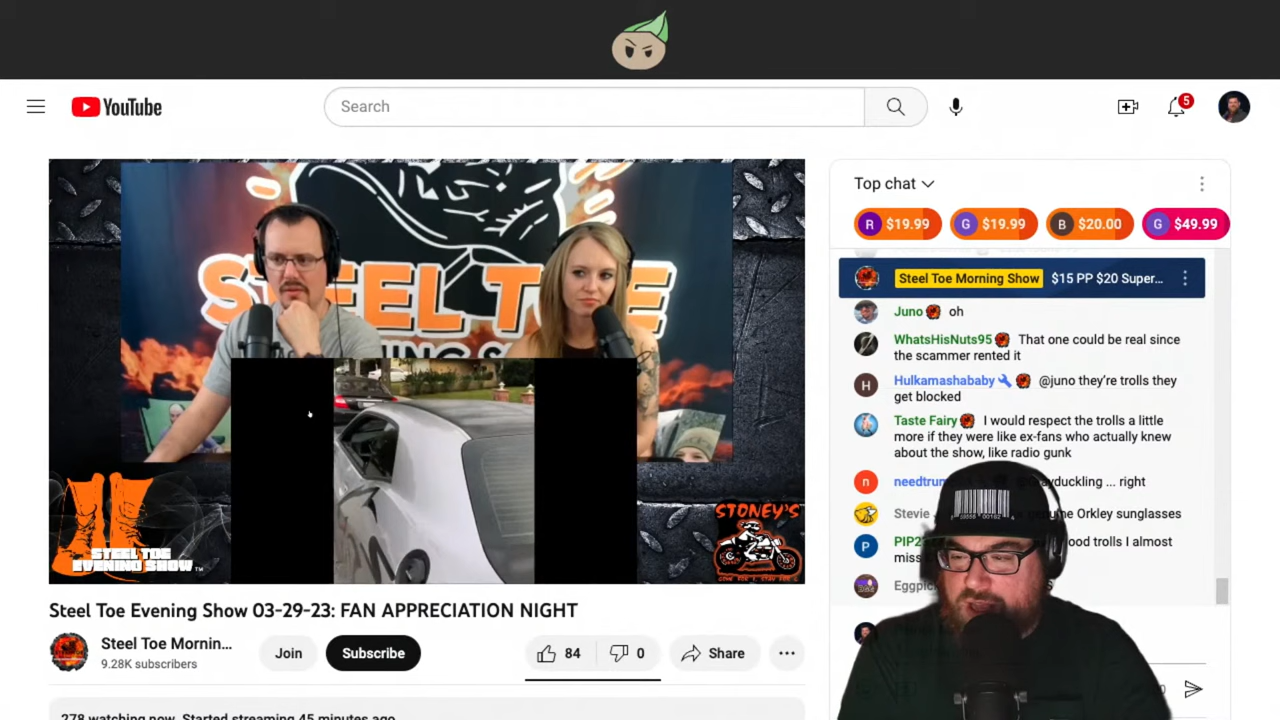 YouTube
Search
5
STEEL TOE
STONEY'S
STEEL TOE
EVENING SHOW™
Top chat
R $19.99 G $19.99 B $20.00 G $49.99
Steel Toe Morning Show $15 PP $20 Super...
Juno oh
WhatsHisNuts95 That one could be real since
the scammer rented it
H Hulkamashababy @juno they're trolls they
get blocked
Taste Fairy I would respect the trolls a little
more if they were like ex-fans who actually knew
about the show, like radio gunk
n ... right
Stevie Orkley sunglasses
P trolls I almost
miss
Steel Toe Evening Show 03-29-23: FAN APPRECIATION NIGHT
Steel Toe Mornin...
9.28K subscribers
Join
Subscribe
84
0
Share
278 watching now Started streaming 45 minutes ago